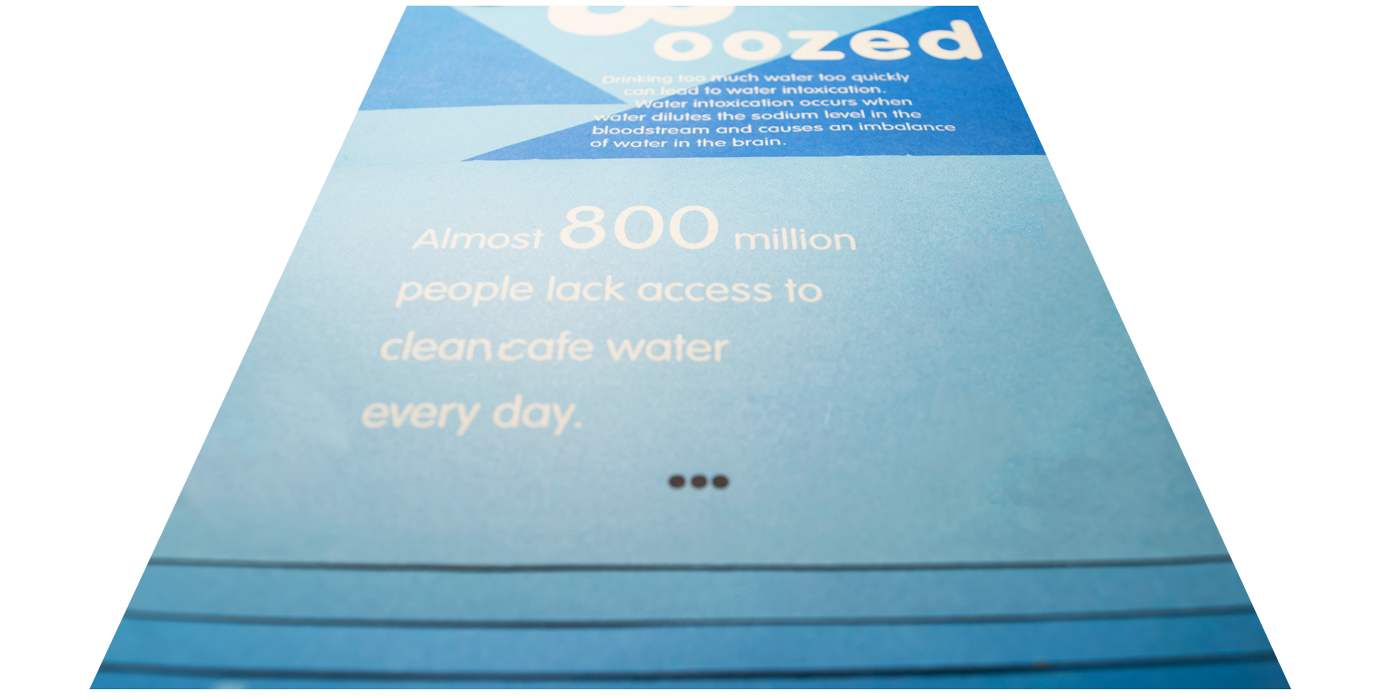 oozed
Drinking too much water too quickly
can lead to water intoxication.
Water intoxication occurs when
water dilutes the sodium level in the
bloodstream and causes an imbalance
of water in the brain.
Almost 800 million
people lack access to
clean cafe water
every day.